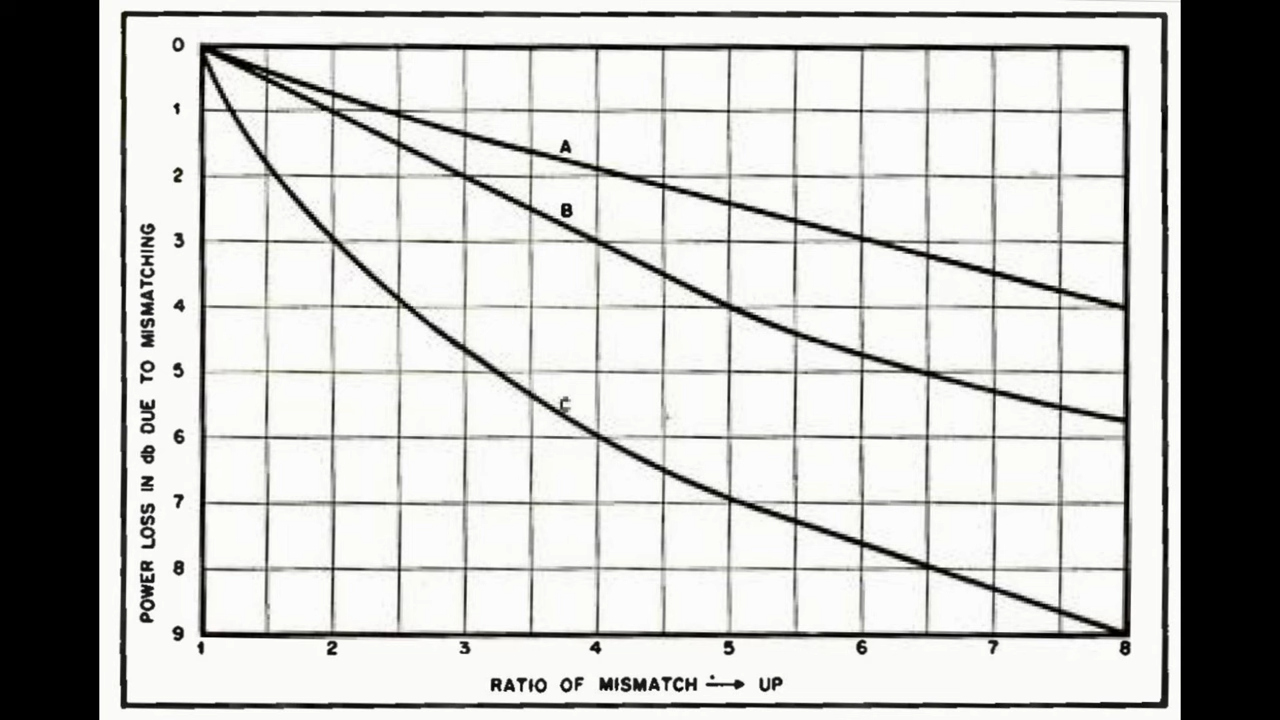 POWER LOSS IN db DUE TO MISMATCHING
0
1
2
3
4
5
6
7
8
9
A
B
C
1 2 3 4 5 6 7 8
RATIO OF MISMATCH → UP